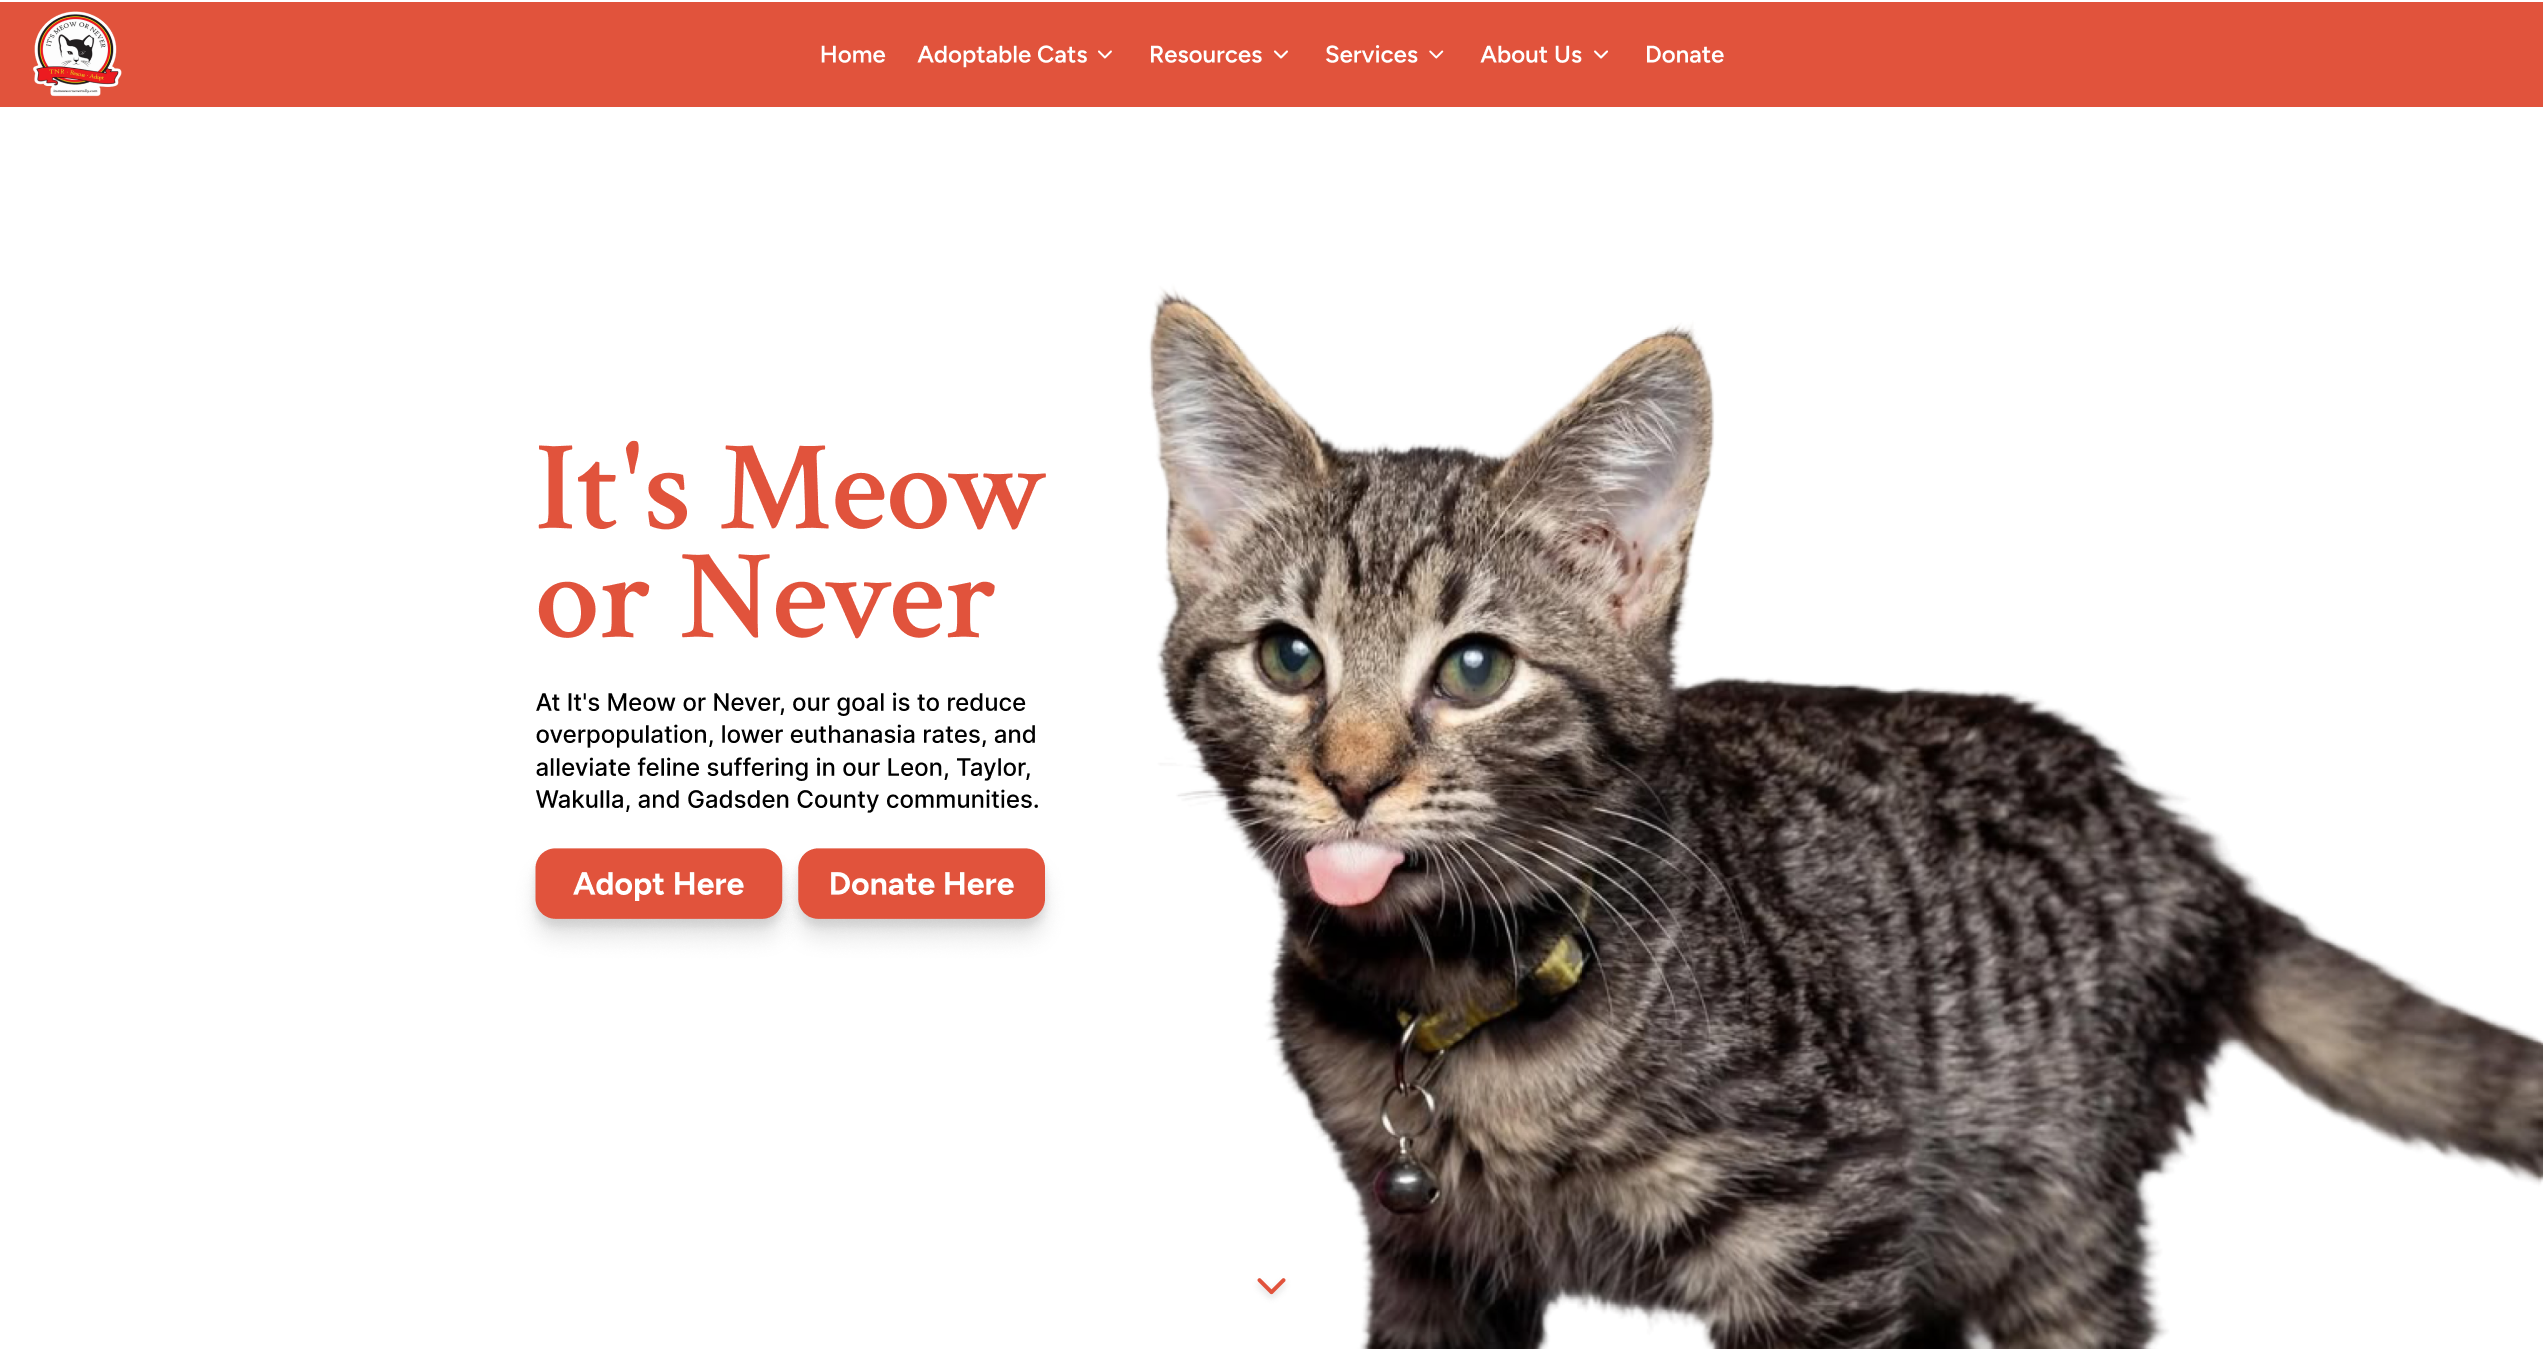 IT'S MEOW OR NEVER
TNR · Rescue · Adopt
Home Adoptable Cats Resources Services About Us Donate
It's Meow
or Never
At It's Meow or Never, our goal is to reduce
overpopulation, lower euthanasia rates, and
alleviate feline suffering in our Leon, Taylor,
Wakulla, and Gadsden County communities.
Adopt Here Donate Here